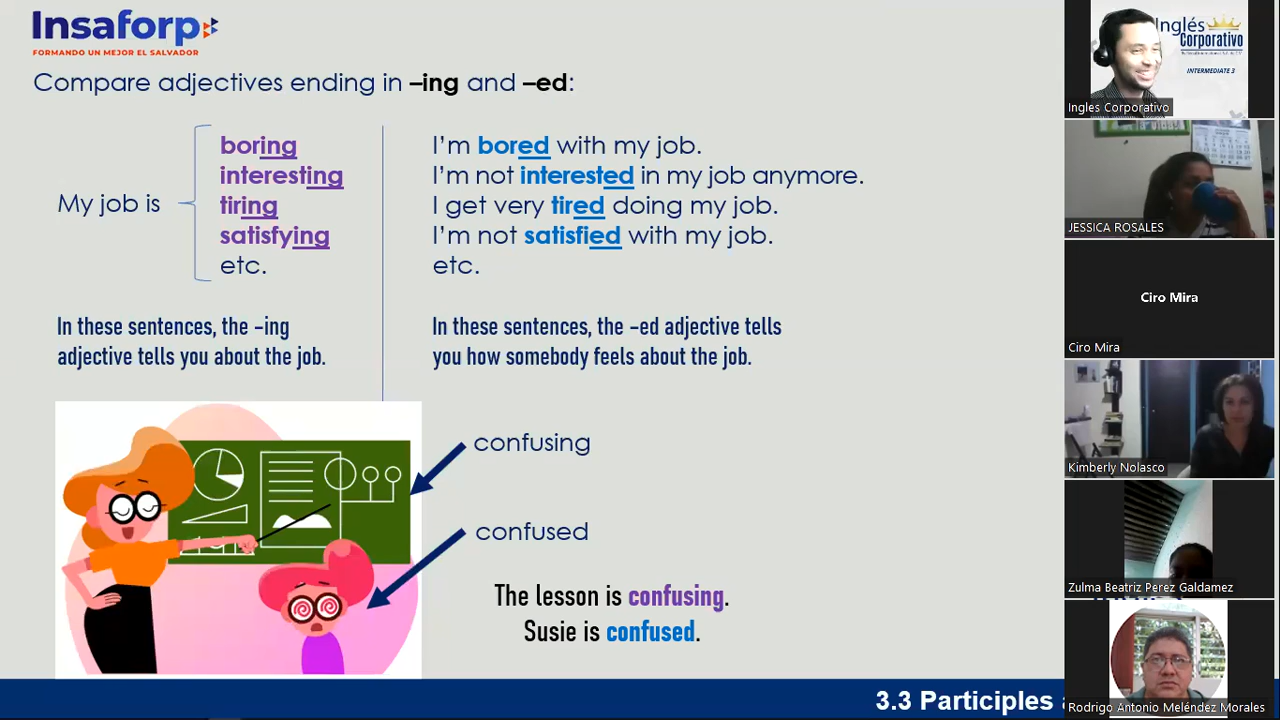 Insaforp
FORMANDO UN MEJOR EL SALVADOR
Compare adjectives ending in –ing and –ed:
My job is
boring
interesting
tiring
satisfying
etc.
I'm bored with my job.
I'm not interested in my job anymore.
I get very tired doing my job.
I'm not satisfied with my job.
etc.
In these sentences, the –ing
adjective tells you about the job.
In these sentences, the –ed adjective tells
you how somebody feels about the job.
confusing
confused
The lesson is confusing.
Susie is confused.
3.3 Participles
Inglés
Corporativo
INTERMEDIATE 3
Ingles Corporativo
JESSICA ROSALES
Ciro Mira
Ciro Mira
Kimberly Nolasco
Zulma Beatriz Perez Galdamez
Rodrigo Antonio Meléndez Morales